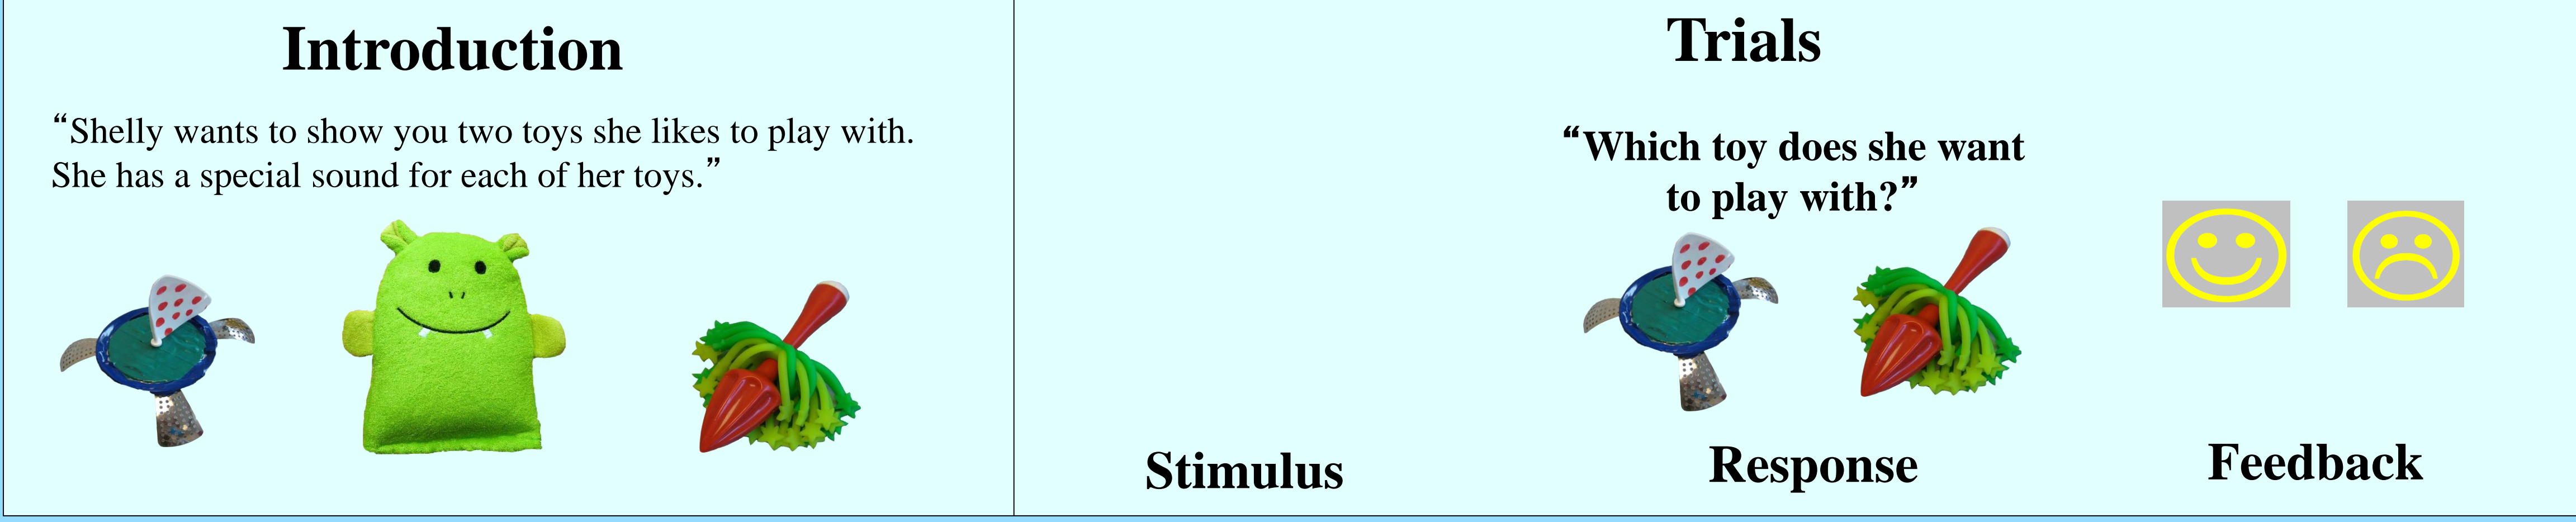 Introduction
“Shelly wants to show you two toys she likes to play with.
She has a special sound for each of her toys.”
Trials
“Which toy does she want
to play with?”
Stimulus
Response
Feedback